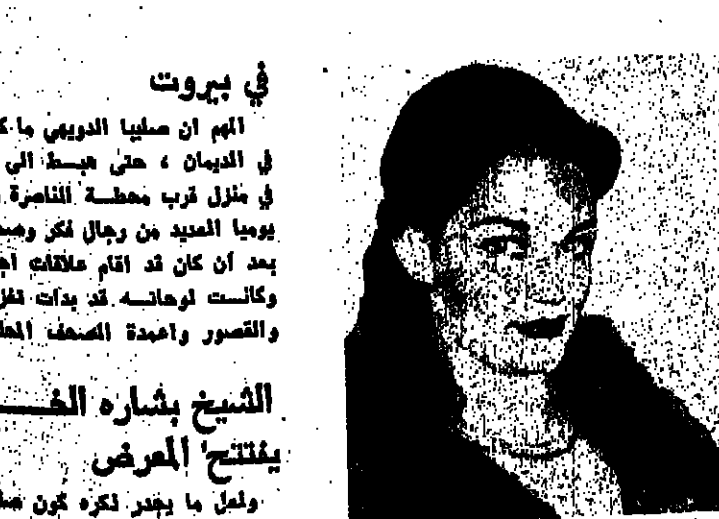 في بيروت
المهم ان صليبا الدويهي ما
في الديمان ، حتى هبط الى
في منزل قرب محطة الناصرة
يوميا العديد من رجال فكر
بعد أن كان قد اقام علاقات
وكانت لوحاته قد بدأت
والقصور واعمدة الصحف
الشيخ بشاره
يفتتح المعرض
ولعل ما يجدر ذكره كون